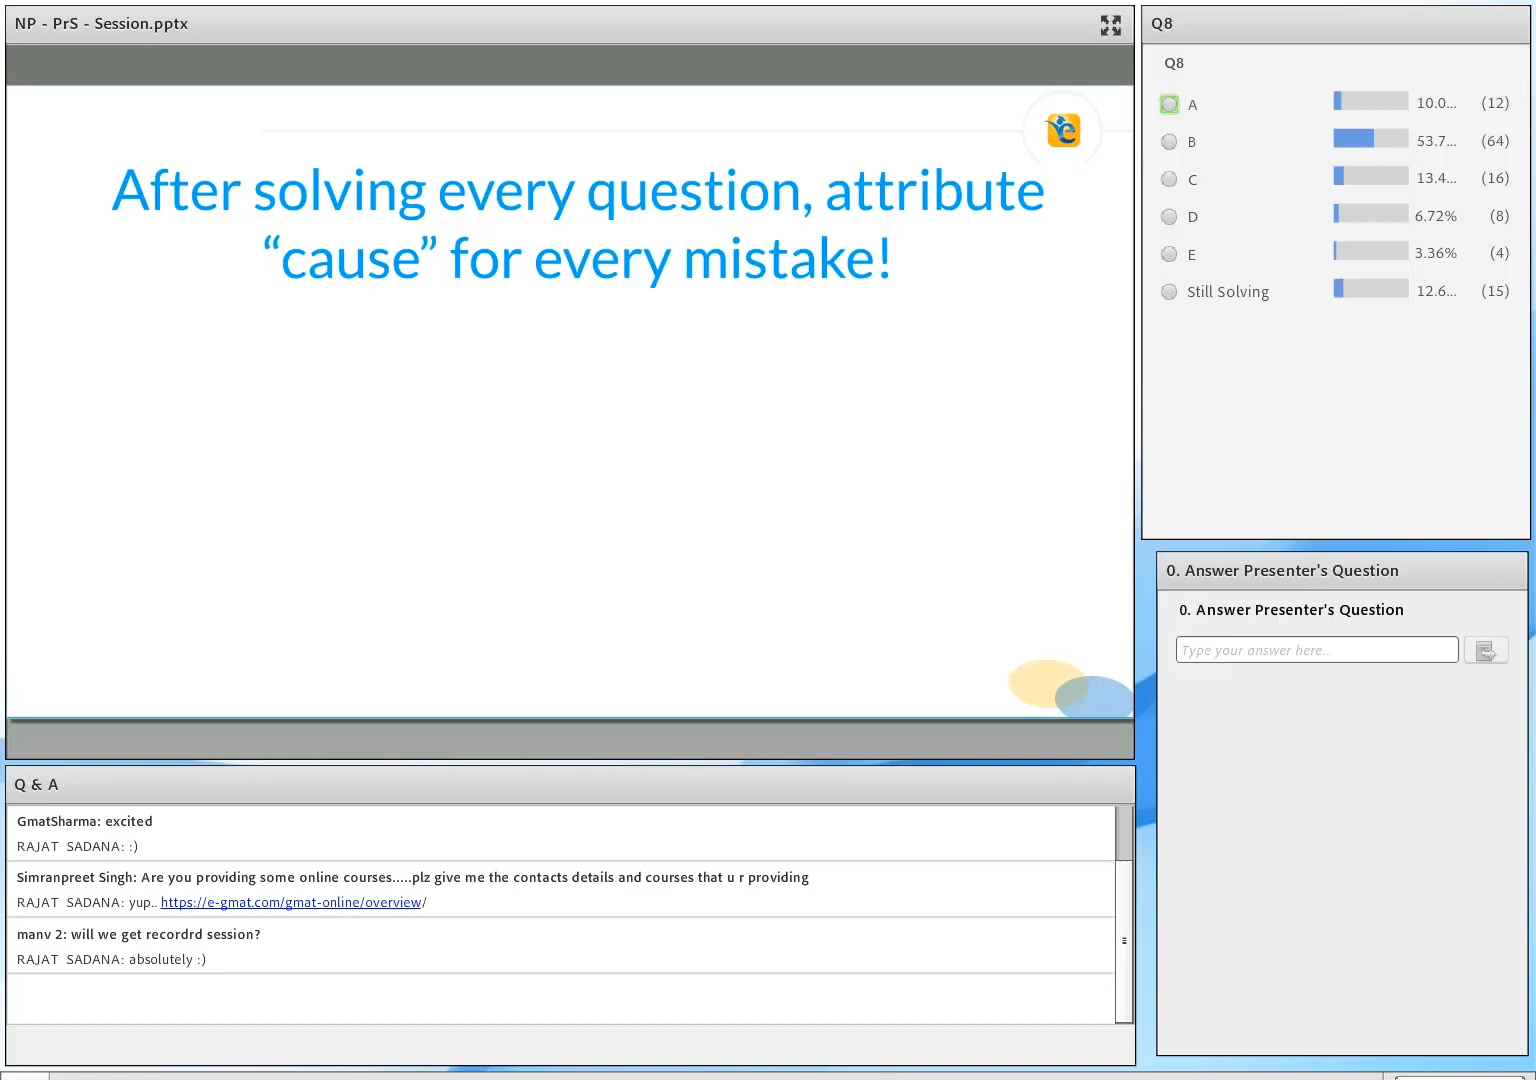 NP - PrS - Session.pptx
After solving every question, attribute
“cause” for every mistake!
Q8
Q8
A 10.0... (12)
B 53.7... (64)
C 13.4... (16)
D 6.72% (8)
E 3.36% (4)
Still Solving 12.6... (15)
0. Answer Presenter's Question
0. Answer Presenter's Question
Type your answer here...
Q & A
GmatSharma: excited
RAJAT SADANA: :)
Simranpreet Singh: Are you providing some online courses.....plz give me the contacts details and courses that u r providing
RAJAT SADANA: yup.. https://e-gmat.com/gmat-online/overview/
manv 2: will we get recordrd session?
RAJAT SADANA: absolutely :)